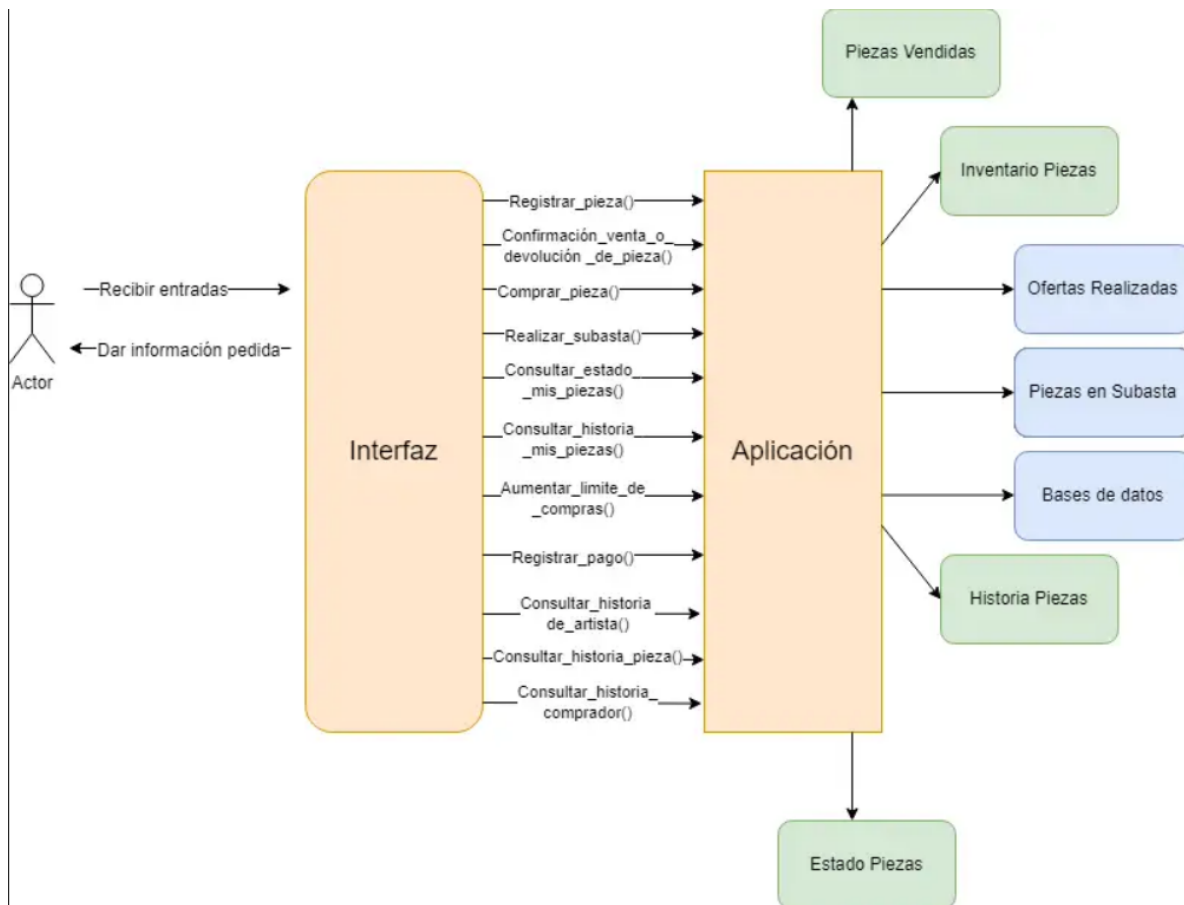 Piezas Vendidas
Inventario Piezas
Registrar_pieza()
Confirmación_venta_o_
devolución _de_pieza()
Recibir entradas
Comprar_pieza()
Ofertas Realizadas
Realizar_subasta()
Dar información pedida
Actor
Consultar_estado_
_mis_piezas()
Piezas en Subasta
Consultar_historia
_mis_piezas()
Interfaz
Aplicación
Aumentar_limite_de
_compras()
Bases de datos
Registrar_pago()
Historia Piezas
Consultar_historia
de_artista()
Consultar_historia_pieza()
Consultar_historia_
comprador()
Estado Piezas